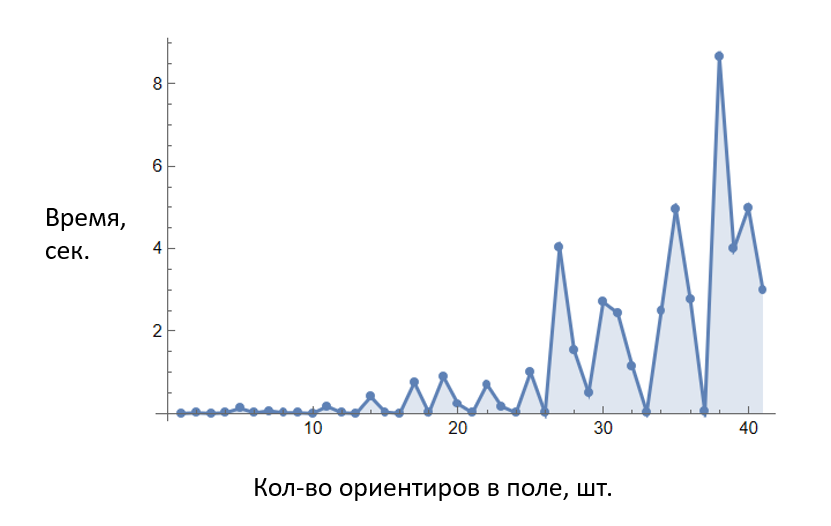 8
6
Время,
сек.
4
2
10 20 30 40
Кол-во ориентиров в поле, шт.